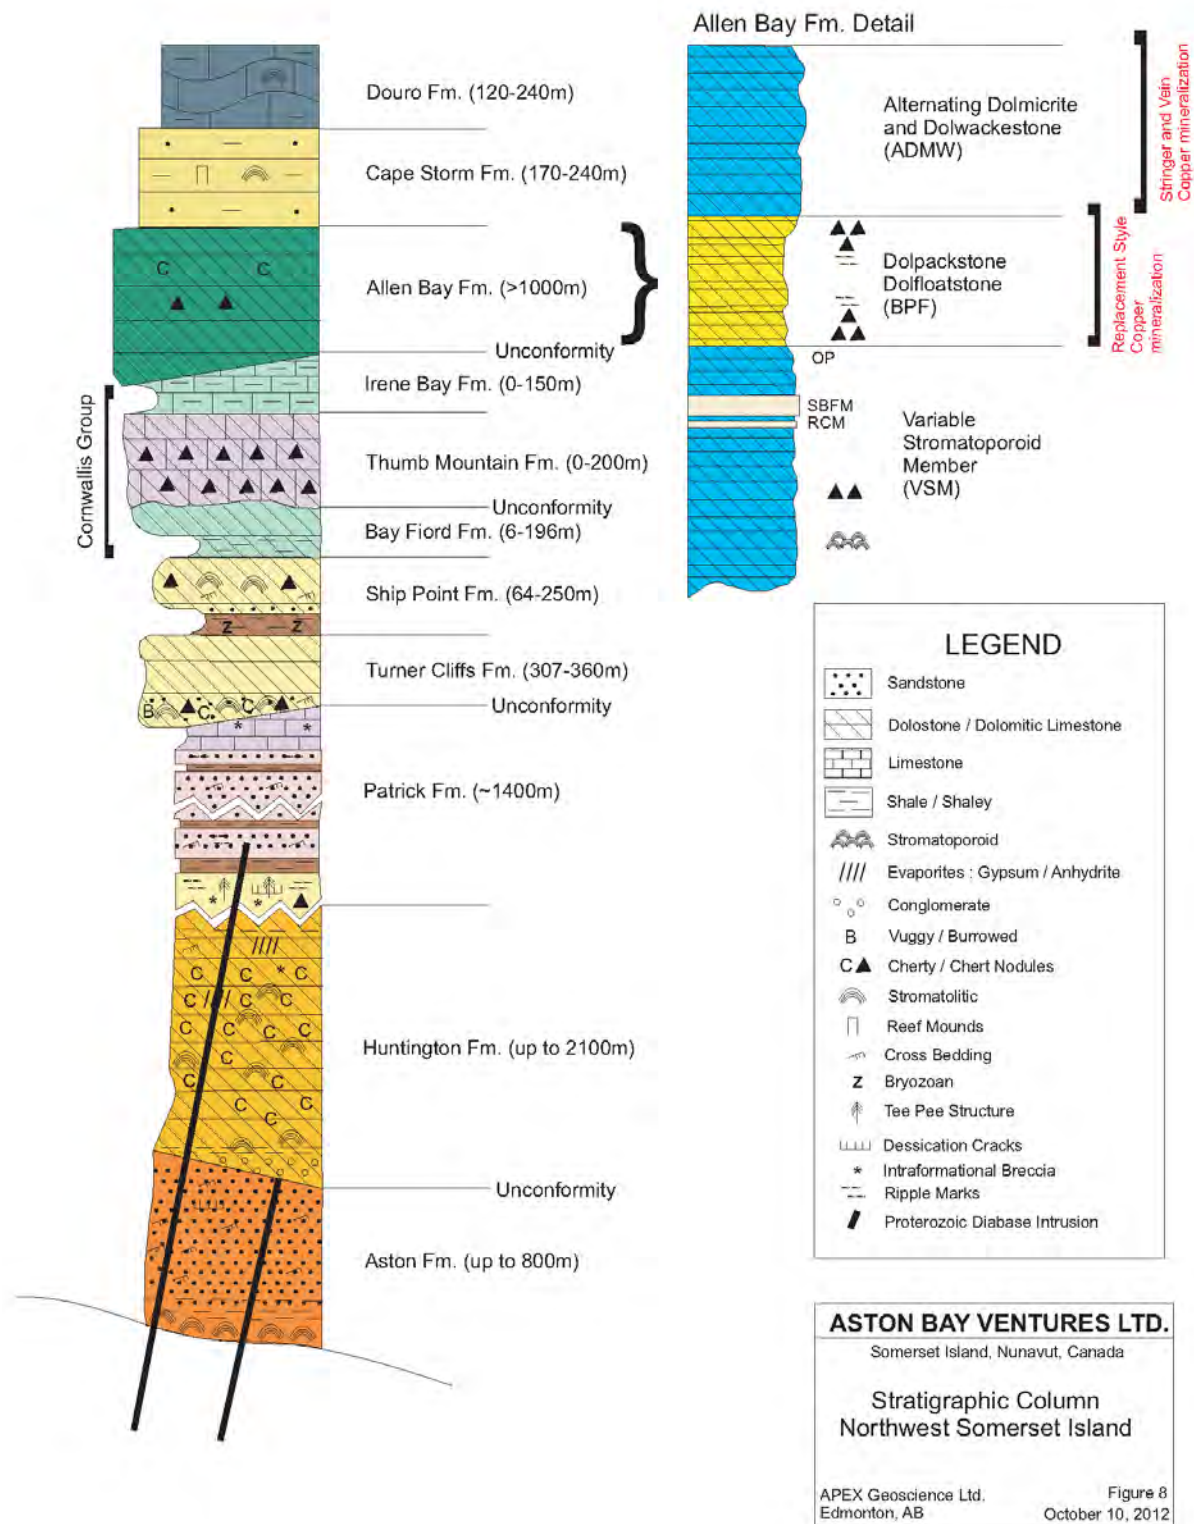 Allen Bay Fm. Detail
Douro Fm. (120-240m)
Cape Storm Fm. (170-240m)
Allen Bay Fm. (>1000m)
Unconformity
Irene Bay Fm. (0-150m)
Thumb Mountain Fm. (0-200m)
Unconformity
Bay Fiord Fm. (6-196m)
Ship Point Fm. (64-250m)
Turner Cliffs Fm. (307-360m)
Unconformity
Patrick Fm. (~1400m)
Huntington Fm. (up to 2100m)
Unconformity
Aston Fm. (up to 800m)
Cornwallis Group
C C
Z Z
B C C
C C C
C C C
C C C C
C C
C C
C
Alternating Dolmicrite
and Dolwackestone
(ADMW)
Dolpackstone
Dolfloatstone
(BPF)
OP
SBFM
RCM
Variable
Stromatoporoid
Member
(VSM)
Stringer and Vein
Copper mineralization
Replacement Style
Copper
mineralization
LEGEND
Sandstone
Dolostone / Dolomitic Limestone
Limestone
Shale / Shaley
Stromatoporoid
Evaporites : Gypsum / Anhydrite
Conglomerate
B Vuggy / Burrowed
C Cherty / Chert Nodules
Stromatolitic
Reef Mounds
Cross Bedding
Z Bryozoan
Tee Pee Structure
Dessication Cracks
* Intraformational Breccia
Ripple Marks
Proterozoic Diabase Intrusion
ASTON BAY VENTURES LTD.
Somerset Island, Nunavut, Canada
Stratigraphic Column
Northwest Somerset Island
APEX Geoscience Ltd.
Edmonton, AB
Figure 8
October 10, 2012